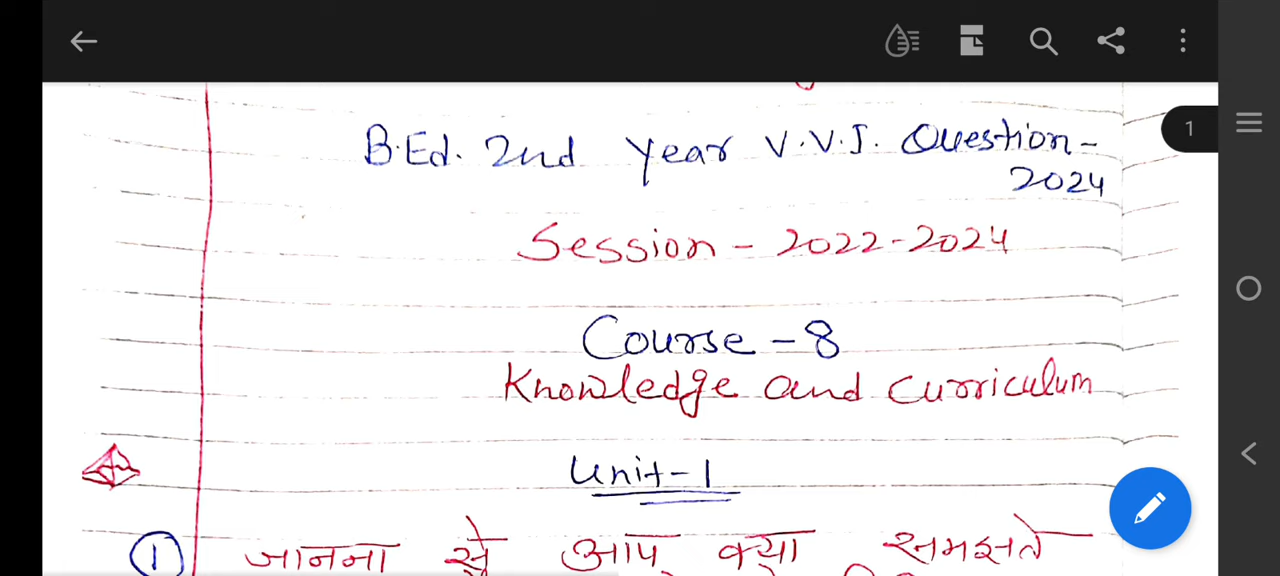 1
B.Ed. 2nd Year V.V.I. Question-
2024
Session - 2022-2024
Course - 8
Knowledge and Curriculum
Unit-1
① जानना से आप क्या समझते